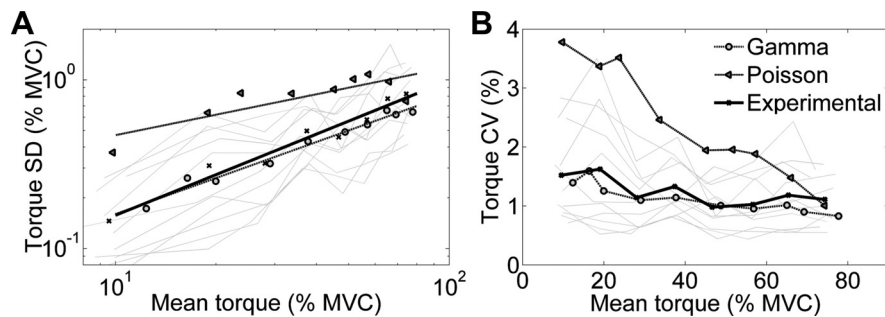 A
B
Torque SD (% MVC)
10^0
10^-1
10^1
10^2
Mean torque (% MVC)
Torque CV (%)
4
3
2
1
0
0
20
40
60
80
Mean torque (% MVC)
Gamma
Poisson
Experimental